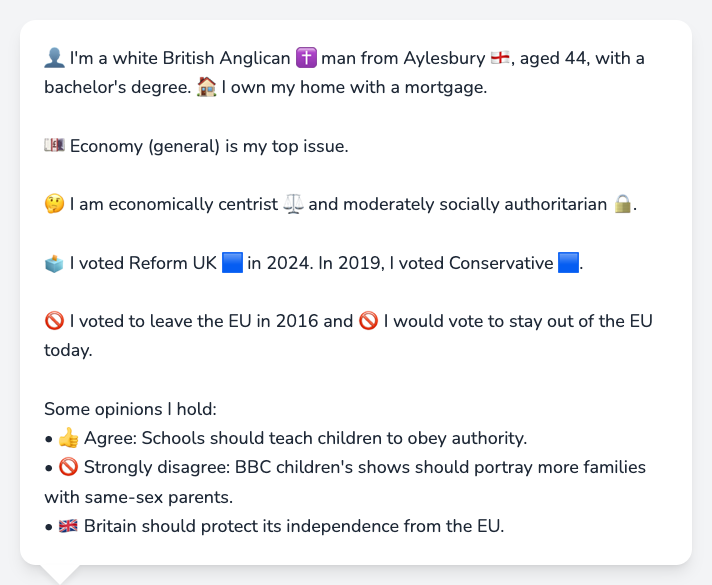 👤 I'm a white British Anglican ✝️ man from Aylesbury 🏴󠁧󠁢󠁥󠁮󠁧󠁿, aged 44, with a
bachelor's degree. 🏠 I own my home with a mortgage.
💷 Economy (general) is my top issue.
🤔 I am economically centrist ⚖️ and moderately socially authoritarian 🔒.
🗳️ I voted Reform UK 🟦 in 2024. In 2019, I voted Conservative 🟦.
🚫 I voted to leave the EU in 2016 and 🚫 I would vote to stay out of the EU
today.
Some opinions I hold:
• 👍 Agree: Schools should teach children to obey authority.
• 🚫 Strongly disagree: BBC children's shows should portray more families
with same-sex parents.
• 🇬🇧 Britain should protect its independence from the EU.